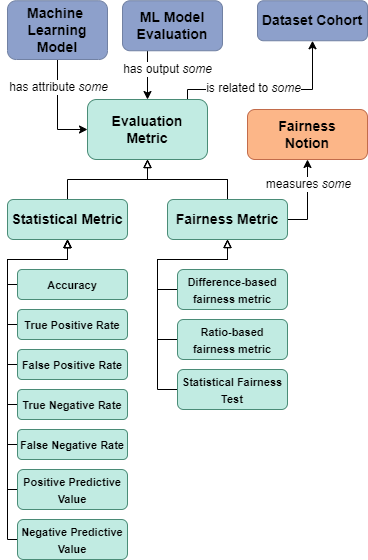 Machine
Learning
Model
ML Model
Evaluation
Dataset Cohort
has attribute some
has output some
is related to some
Evaluation
Metric
Fairness
Notion
measures some
Statistical Metric
Fairness Metric
Accuracy
True Positive Rate
False Positive Rate
True Negative Rate
False Negative Rate
Positive Predictive
Value
Negative Predictive
Value
Difference-based
fairness metric
Ratio-based
fairness metric
Statistical Fairness
Test